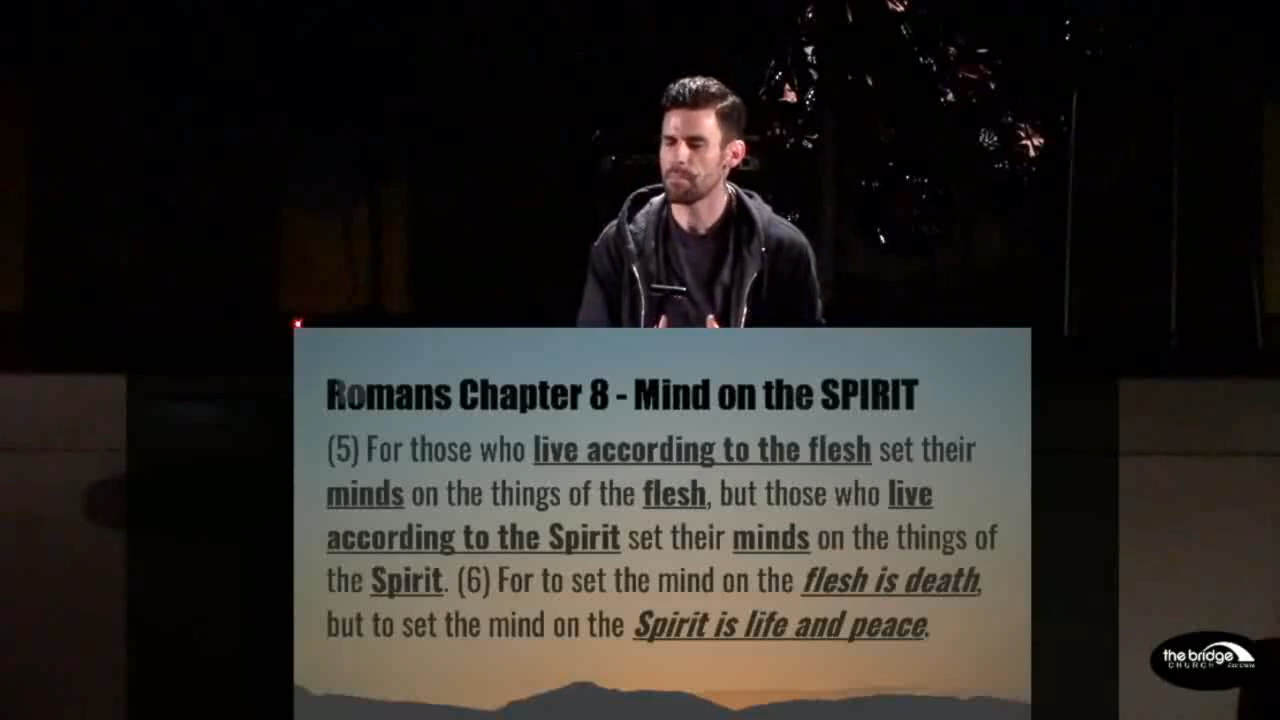 Romans Chapter 8 - Mind on the SPIRIT
(5) For those who live according to the flesh set their
minds on the things of the flesh, but those who live
according to the Spirit set their minds on the things of
the Spirit. (6) For to set the mind on the flesh is death,
but to set the mind on the Spirit is life and peace.
the bridge
CHURCH